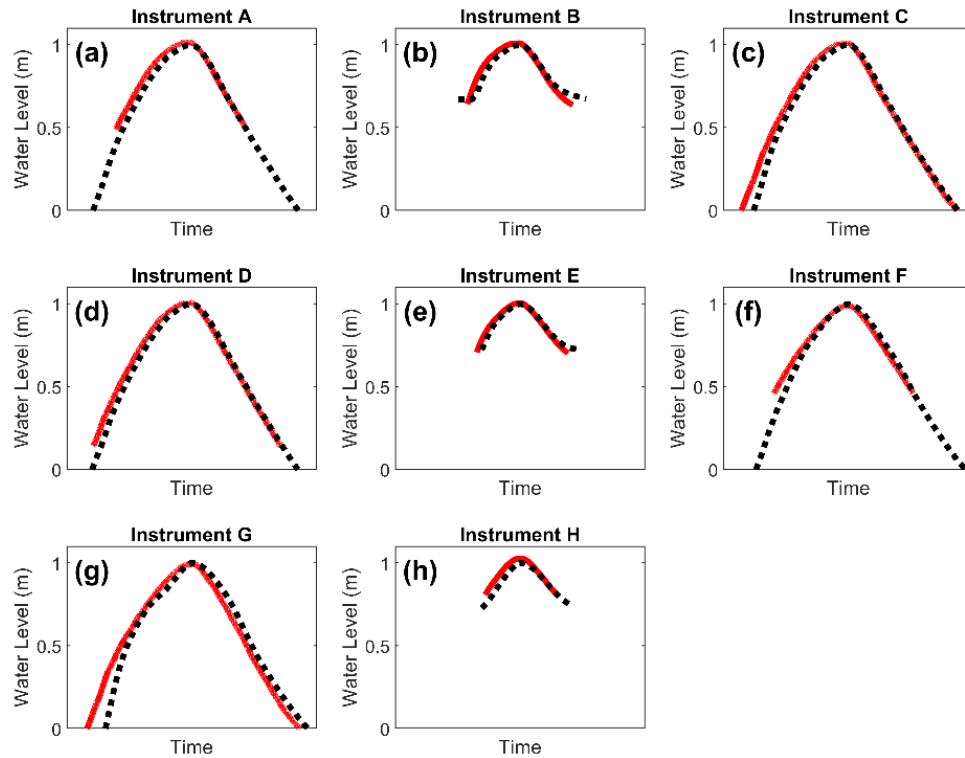 Instrument A
(a)
Water Level (m)
1
0.5
0
Time
Instrument B
(b)
Water Level (m)
1
0.5
0
Time
Instrument C
(c)
Water Level (m)
1
0.5
0
Time
Instrument D
(d)
Water Level (m)
1
0.5
0
Time
Instrument E
(e)
Water Level (m)
1
0.5
0
Time
Instrument F
(f)
Water Level (m)
1
0.5
0
Time
Instrument G
(g)
Water Level (m)
1
0.5
0
Time
Instrument H
(h)
Water Level (m)
1
0.5
0
Time